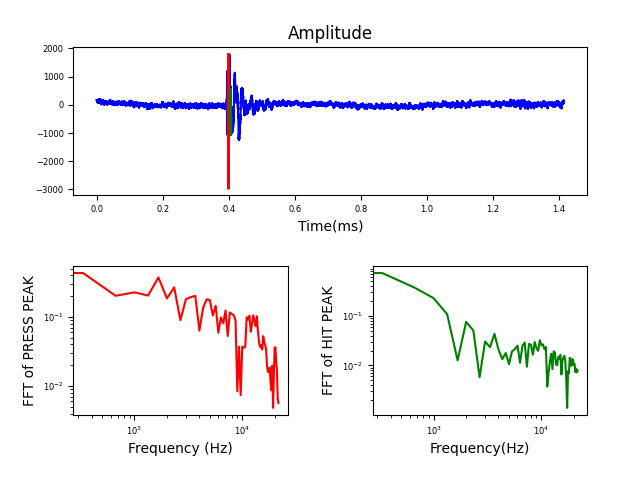 Amplitude
2000
1000
0
−1000
−2000
−3000
0.0 0.2 0.4 0.6 0.8 1.0 1.2 1.4
Time(ms)
FFT of PRESS PEAK
10⁻¹
10⁻²
10³ 10⁴
Frequency (Hz)
FFT of HIT PEAK
10⁻¹
10⁻²
10³ 10⁴
Frequency(Hz)